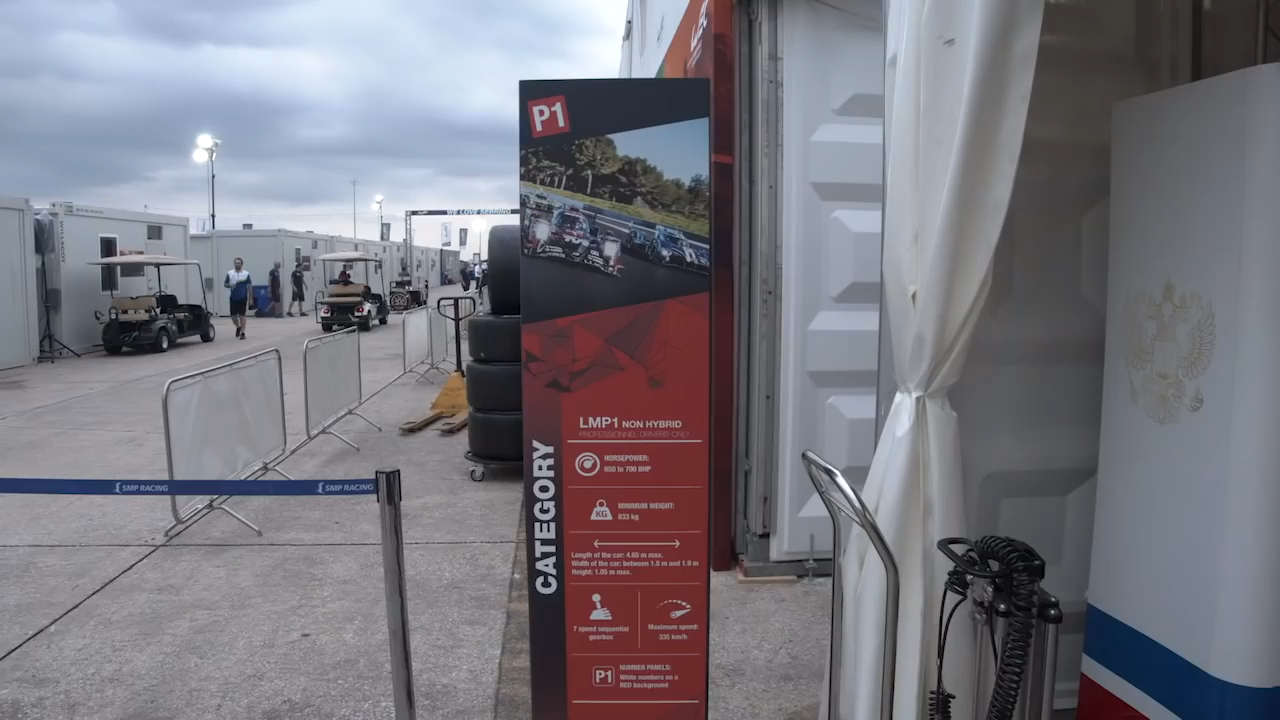 WEC
P1
WE LOVE SEBRING
WILLSCOT
SMP RACING
SMP RACING
CATEGORY
LMP1 NON HYBRID
PROFESSIONNEL DRIVERS ONLY
HORSEPOWER:
650 to 700 BHP
KG
MINIMUM WEIGHT:
833 kg
Length of the car: 4.65 m max.
Width of the car: between 1.8 m and 1.9 m
Height: 1.05 m max.
7 speed sequential
gearbox
Maximum speed:
335 km/h
P1
NUMBER PANELS:
White numbers on a
RED background